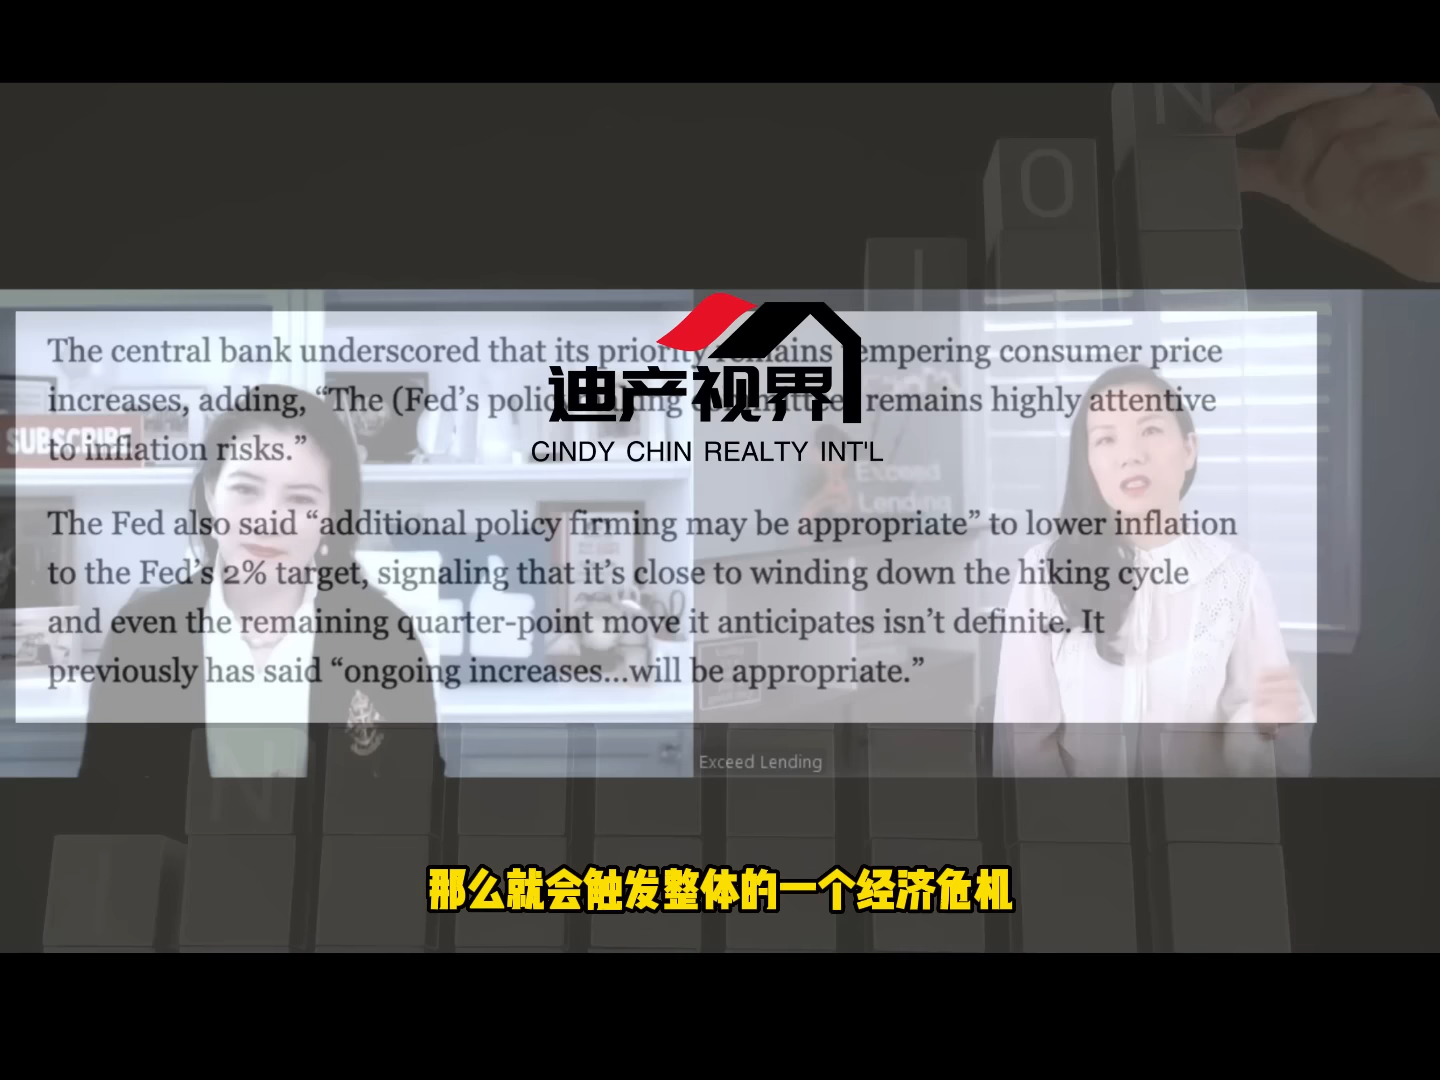 N
O
I
The central bank underscored that its priority remains tempering consumer price
increases, adding, “The (Fed’s policymaking committee) remains highly attentive
to inflation risks.”
SUBSCRIBE
迪产视界
CINDY CHIN REALTY INT'L
Exceed
Lending
The Fed also said “additional policy firming may be appropriate” to lower inflation
to the Fed’s 2% target, signaling that it’s close to winding down the hiking cycle
and even the remaining quarter-point move it anticipates isn’t definite. It
previously has said “ongoing increases...will be appropriate.”
Exceed Lending
N
I
那么就会触发整体的一个经济危机